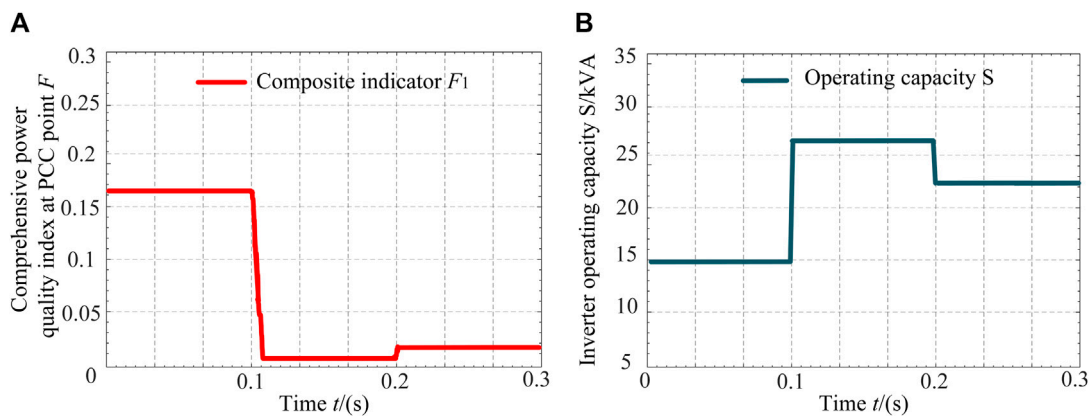 A
Comprehensive power
quality index at PCC point F
0.3
0.25
0.2
0.15
0.1
0.05
0
Composite indicator F1
0.1
0.2
0.3
Time t/(s)
B
Inverter operating capacity S/kVA
35
30
25
20
15
10
5
Operating capacity S
0
0.1
0.2
0.3
Time t/(s)